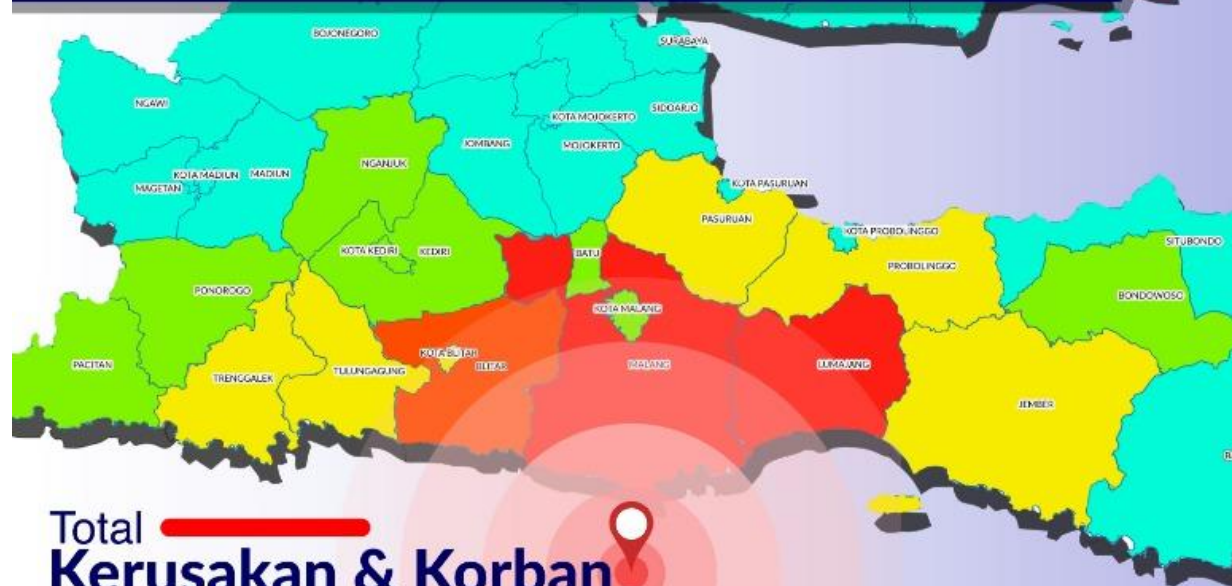 BOJONEGORO
SURABAYA
NGAWI
SIDOARJO
KOTA MOJOKERTO
JOMBANG
MOJOKERTO
NGANJUK
KOTA MADIUN
MADIUN
MAGETAN
KOTA PASURUAN
PASURUAN
KOTA PROBOLINGGO
SITUBONDO
KOTA KEDIRI
KEDIRI
BATU
PROBOLINGGO
PONOROGO
BONDOWOSO
KOTA MALANG
KOTA BLITAR
PACITAN
BLITAR
MALANG
LUMAJANG
TULUNGAGUNG
TRENGGALEK
JEMBER
Total
Kerusakan & Korban